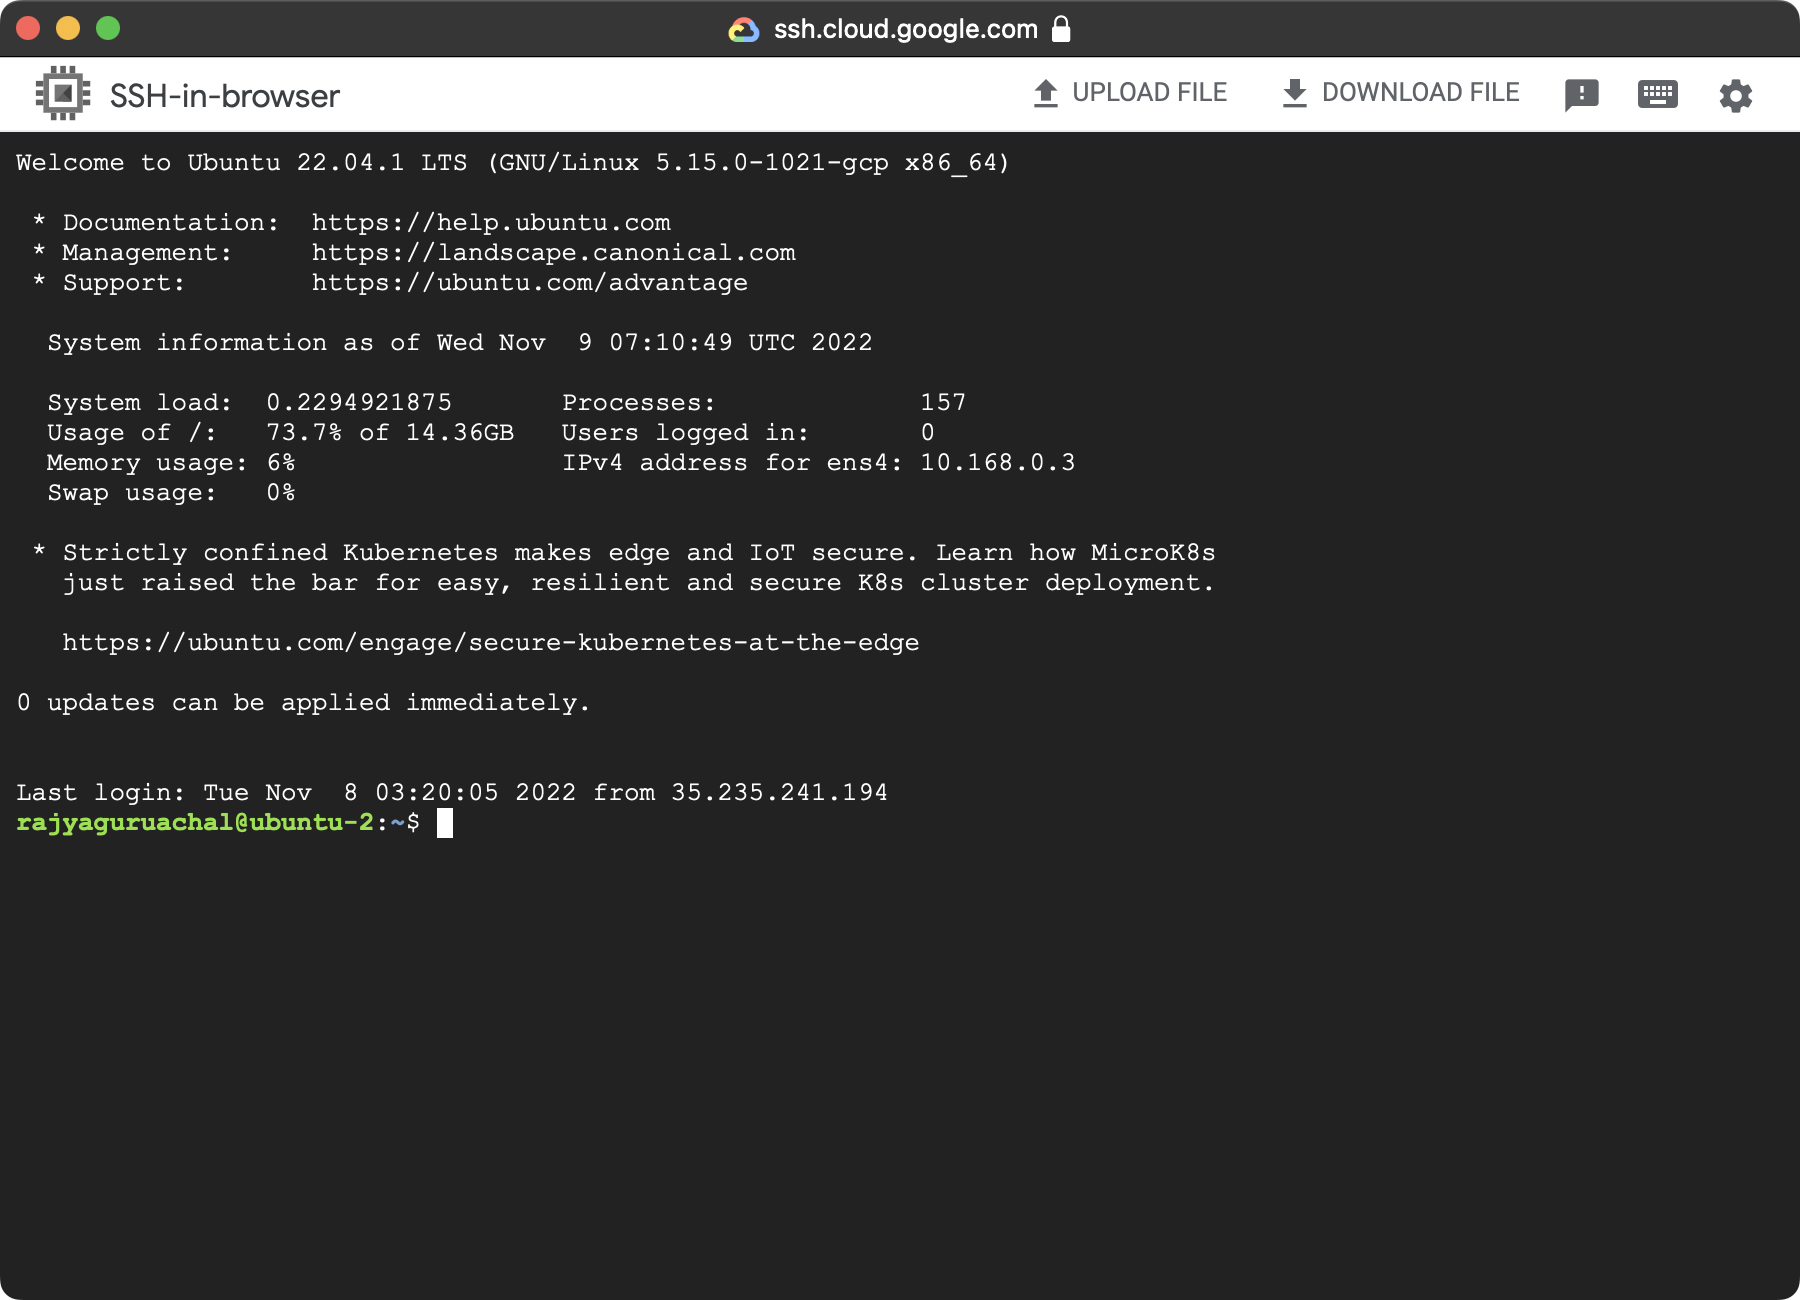 ssh.cloud.google.com
SSH-in-browser UPLOAD FILE DOWNLOAD FILE
Welcome to Ubuntu 22.04.1 LTS (GNU/Linux 5.15.0-1021-gcp x86_64)
* Documentation:  https://help.ubuntu.com
* Management:     https://landscape.canonical.com
* Support:        https://ubuntu.com/advantage
System information as of Wed Nov  9 07:10:49 UTC 2022
System load:  0.2294921875       Processes:             157
Usage of /:   73.7% of 14.36GB   Users logged in:       0
Memory usage: 6%                 IPv4 address for ens4: 10.168.0.3
Swap usage:   0%
* Strictly confined Kubernetes makes edge and IoT secure. Learn how MicroK8s
just raised the bar for easy, resilient and secure K8s cluster deployment.
https://ubuntu.com/engage/secure-kubernetes-at-the-edge
0 updates can be applied immediately.
Last login: Tue Nov  8 03:20:05 2022 from 35.235.241.194
rajyaguruachal@ubuntu-2:~$